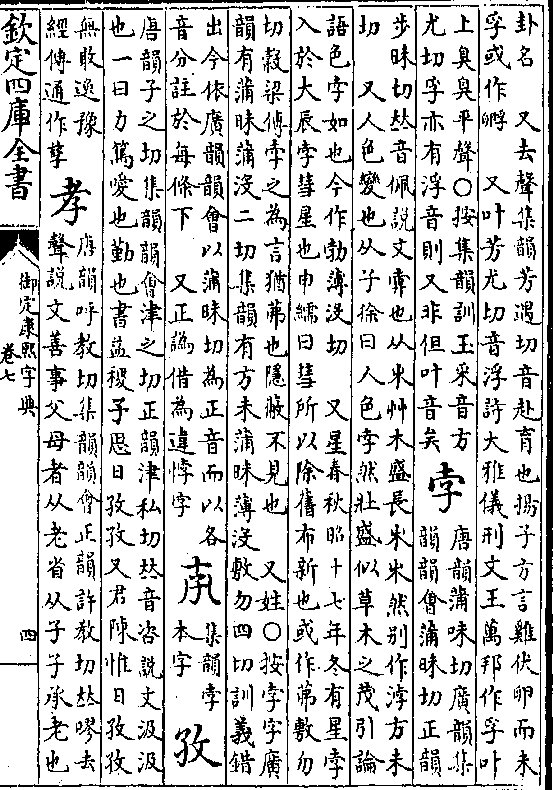 卦名　又去聲集韻芳遇切音赴育也揚子方言雞伏卵而未
孚或作孵　又叶芳尤切音浮詩大雅儀刑文王萬邦作孚叶
上臭臭平聲○按集韻訓玉采音方
尤切孚亦有浮音則又非但叶音矣
孛
唐韻蒲昧切廣韻集
韻韻會蒲昧切正韻
步昧切𠀤音佩說文也从𣎵艸木盛長𣎵𣎵然別作浡方未
切　又人色變也从子徐曰人色孛然壯盛似草木之茂引論
語色孛如也今作勃薄没切　又星春秋昭十七年冬有星孛
入於大辰孛彗星也申繻曰彗所以除舊布新也或作茀敷勿
切榖梁傳孛之為言猶茀也隱蔽不見也　又姓○按孛字廣
韻有蒲昧蒲没二切集韻有方未蒲昧薄没敷勿四切訓義錯
出今依廣韻韻會以蒲昧切為正音而以各
音分註於每條下　又正譌借為違悖字
集韻孛
本字
孜
唐韻子之切集韻韻會津之切正韻津私切𠀤音咨說文汲汲
也一曰力篤愛也勤也書益稷予思日孜孜又君陳惟日孜孜
無敢逸豫
經傳通作孳
孝
唐韻呼教切集韻韻會正韻許教切𠀤嘐去
聲說文善事父母者从老省从子子承老也
欽定四庫全書
御定康熙字典
卷七
四